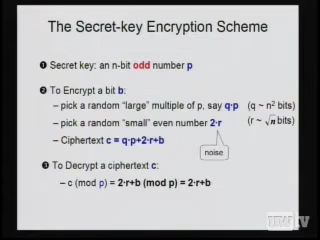 The Secret-key Encryption Scheme
❶ Secret key: an n-bit odd number p
❷ To Encrypt a bit b:
– pick a random “large” multiple of p, say q·p (q ~ n² bits)
– pick a random “small” even number 2·r (r ~ √n bits)
– Ciphertext c = q·p+2·r+b
noise
❸ To Decrypt a ciphertext c:
– c (mod p) = 2·r+b (mod p) = 2·r+b